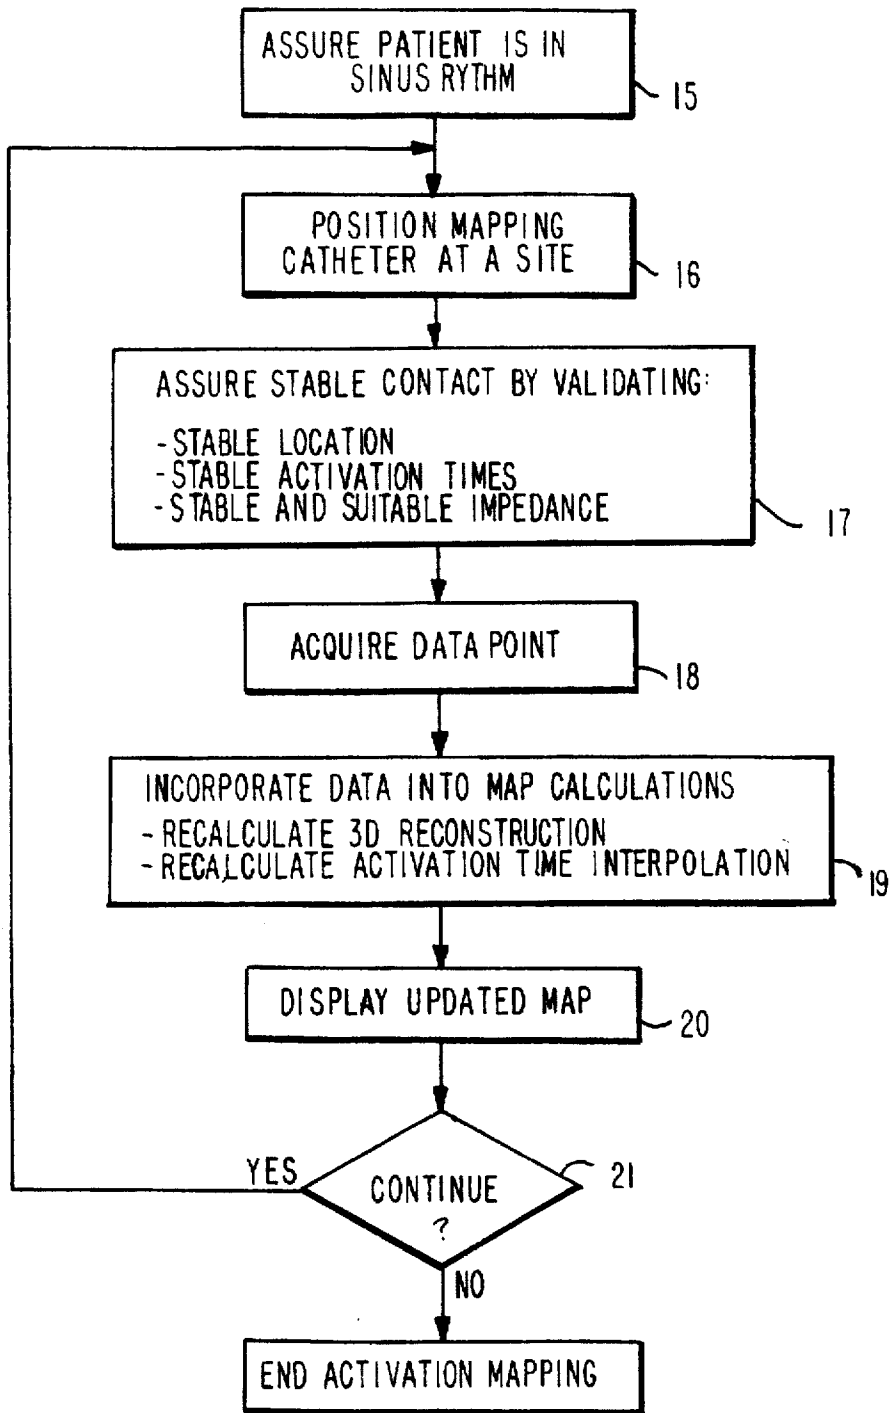 ASSURE PATIENT IS IN
SINUS RYTHM
15
POSITION MAPPING
CATHETER AT A SITE
16
ASSURE STABLE CONTACT BY VALIDATING:
-STABLE LOCATION
-STABLE ACTIVATION TIMES
-STABLE AND SUITABLE IMPEDANCE
17
ACQUIRE DATA POINT
18
INCORPORATE DATA INTO MAP CALCULATIONS
-RECALCULATE 3D RECONSTRUCTION
-RECALCULATE ACTIVATION TIME INTERPOLATION
19
DISPLAY UPDATED MAP
20
YES
CONTINUE
?
21
NO
END ACTIVATION MAPPING